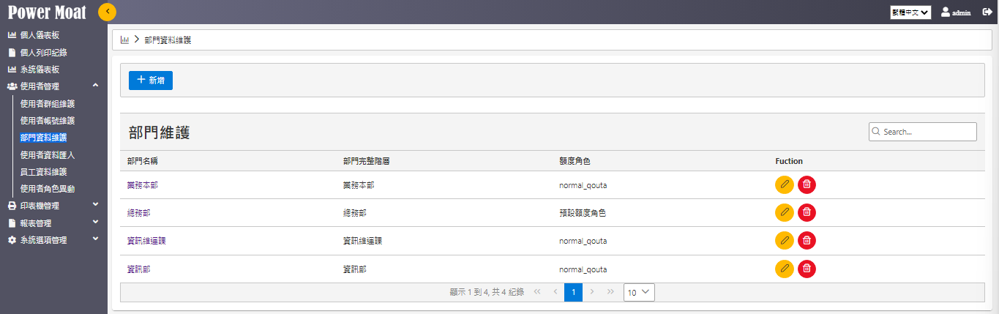 Power Moat
繁體中文
admin
個人儀表板
個人列印紀錄
系統儀表板
使用者管理
使用者群組維護
使用者帳號維護
部門資料維護
使用者資料匯入
員工資料維護
使用者角色異動
印表機管理
報表管理
系統選項管理
部門資料維護
新增
部門維護
Search...
部門名稱 部門完整階層 額度角色 Fuction
業務本部 業務本部 normal_qouta
總務部 總務部 預設額度角色
資訊維運課 資訊維運課 normal_qouta
資訊部 資訊部 normal_qouta
顯示 1 到 4, 共 4 紀錄 1 10